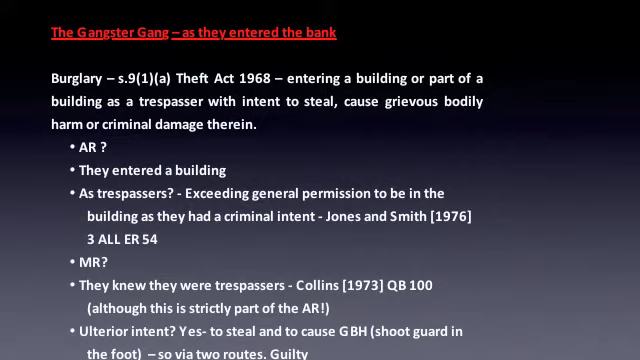 The Gangster Gang – as they entered the bank
Burglary – s.9(1)(a) Theft Act 1968 – entering a building or part of a
building as a trespasser with intent to steal, cause grievous bodily
harm or criminal damage therein.
• AR ?
• They entered a building
• As trespassers? - Exceeding general permission to be in the
building as they had a criminal intent - Jones and Smith [1976]
3 ALL ER 54
• MR?
• They knew they were trespassers - Collins [1973] QB 100
(although this is strictly part of the AR!)
• Ulterior intent? Yes- to steal and to cause GBH (shoot guard in
the foot) – so via two routes. Guilty